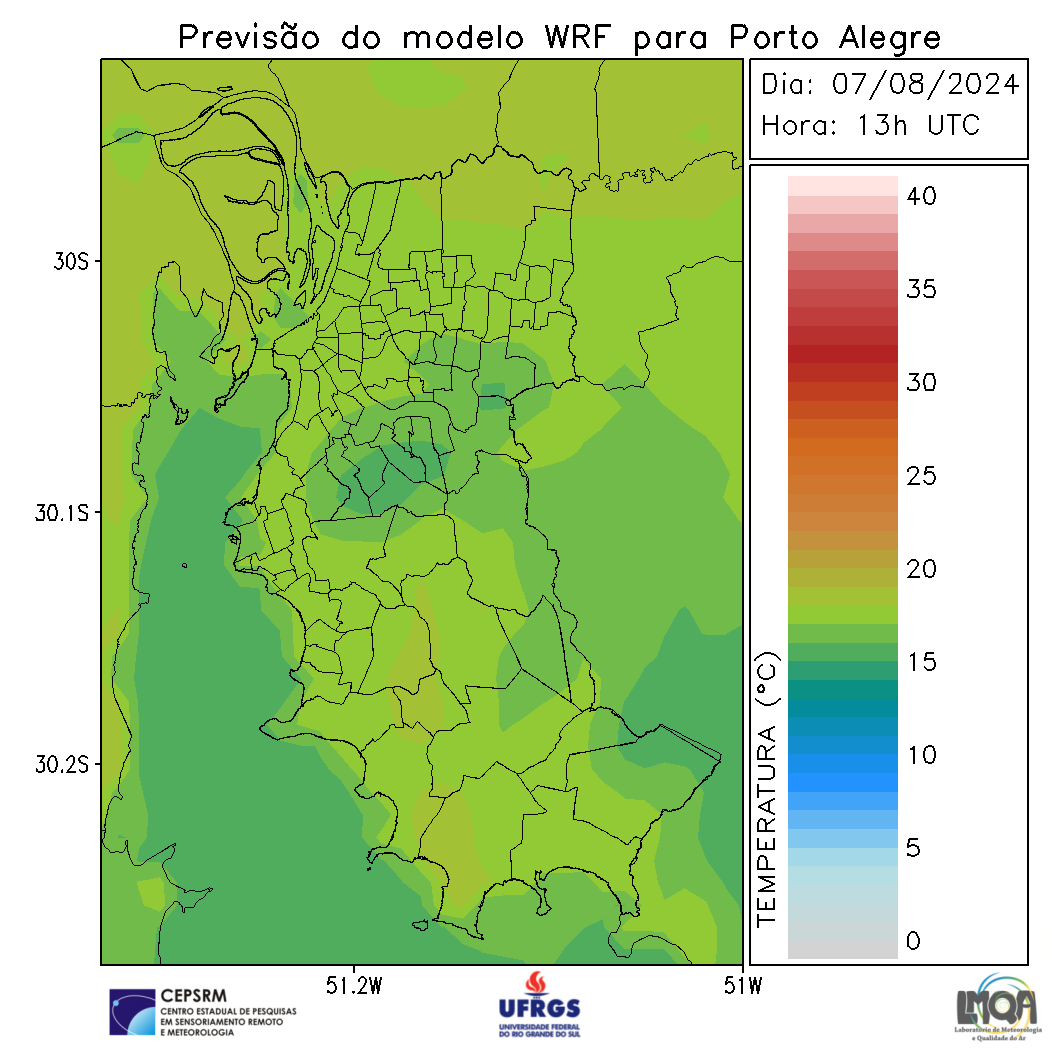 Previsão do modelo WRF para Porto Alegre
Dia: 07/08/2024
Hora: 13h UTC
30S
30.1S
30.2S
51.2W
51W
TEMPERATURA (°C)
40
35
30
25
20
15
10
5
0
CEPSRM
CENTRO ESTADUAL DE PESQUISAS
EM SENSORIAMENTO REMOTO
E METEOROLOGIA
UFRGS
UNIVERSIDADE FEDERAL
DO RIO GRANDE DO SUL
LMQA
Laboratório de Meteorologia
e Qualidade do Ar